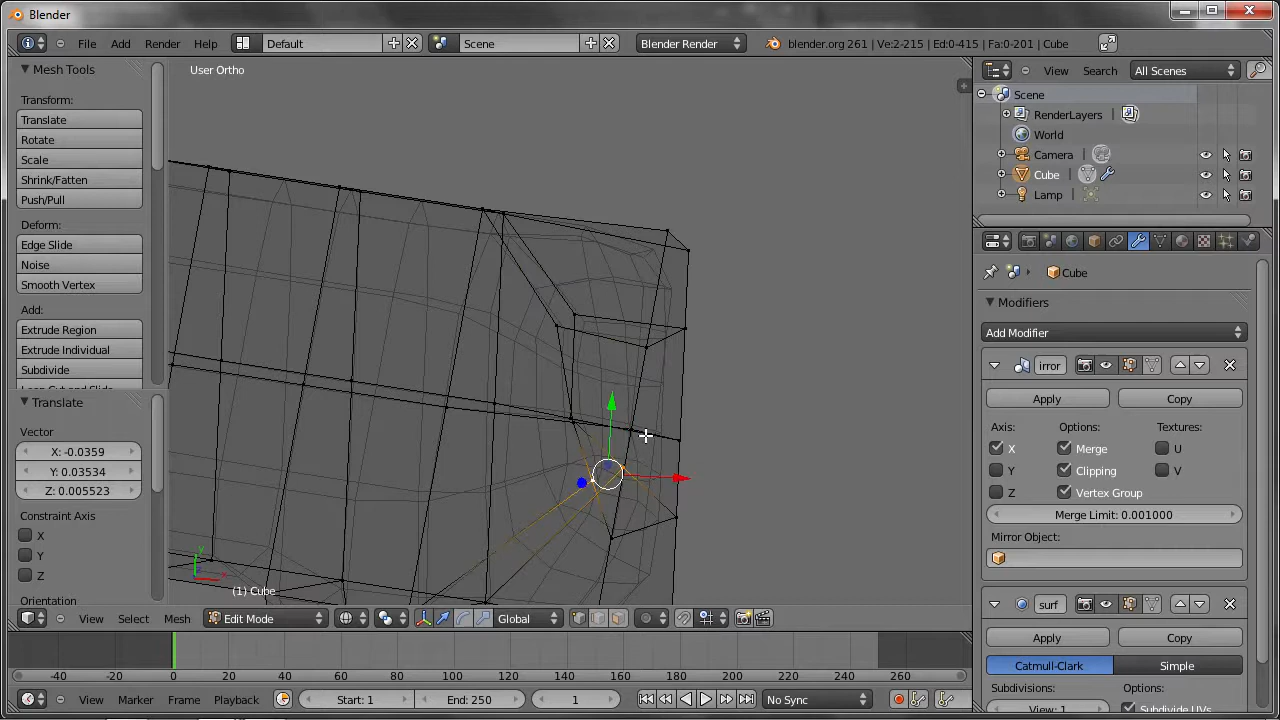 Blender
File Add Render Help Default Scene Blender Render blender.org 261 | Ve:2-215 | Ed:0-415 | Fa:0-201 | Cube
Mesh Tools
Transform:
Translate
Rotate
Scale
Shrink/Fatten
Push/Pull
Deform:
Edge Slide
Noise
Smooth Vertex
Add:
Extrude Region
Extrude Individual
Subdivide
Loop Cut and Slide
Translate
Vector
X: -0.0359
Y: 0.03534
Z: 0.005523
Constraint Axis
X
Y
Z
Orientation
User Ortho
y
x
z
(1) Cube
View Select Mesh Edit Mode Global
-40 -20 0 20 40 60 80 100 120 140 160 180 200 220 240 260
View Marker Frame Playback Start: 1 End: 250 1 No Sync
View Search All Scenes
Scene
RenderLayers
World
Camera
Cube
Lamp
Cube
Modifiers
Add Modifier
irror
Apply Copy
Axis: Options: Textures:
X Merge U
Y Clipping V
Z Vertex Group
Merge Limit: 0.001000
Mirror Object:
surf
Apply Copy
Catmull-Clark Simple
Subdivisions: Options:
View: 1 Subdivide UVs